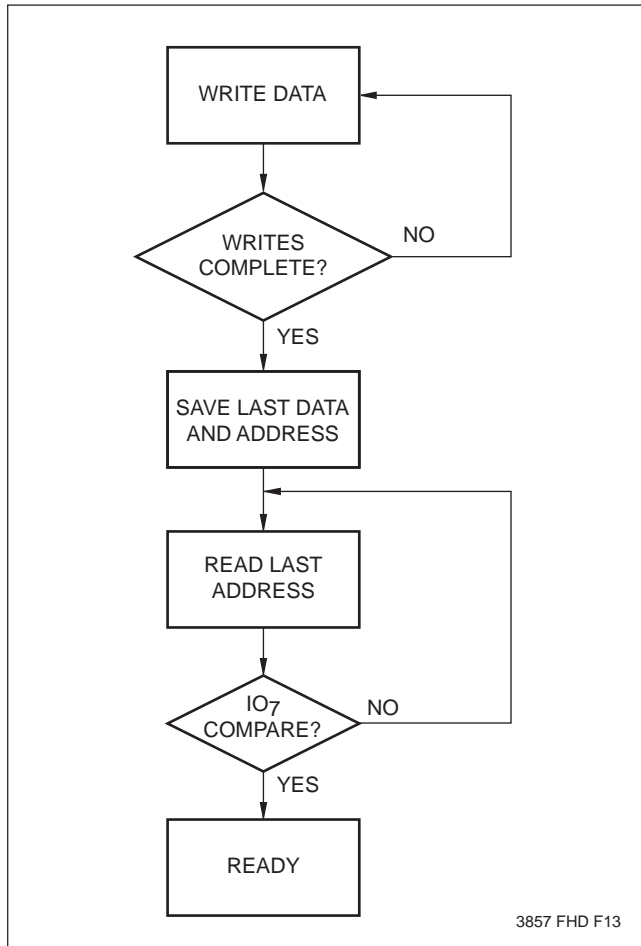 WRITE DATA
WRITES
COMPLETE?
NO
YES
SAVE LAST DATA
AND ADDRESS
READ LAST
ADDRESS
IO7
COMPARE?
NO
YES
READY
3857 FHD F13